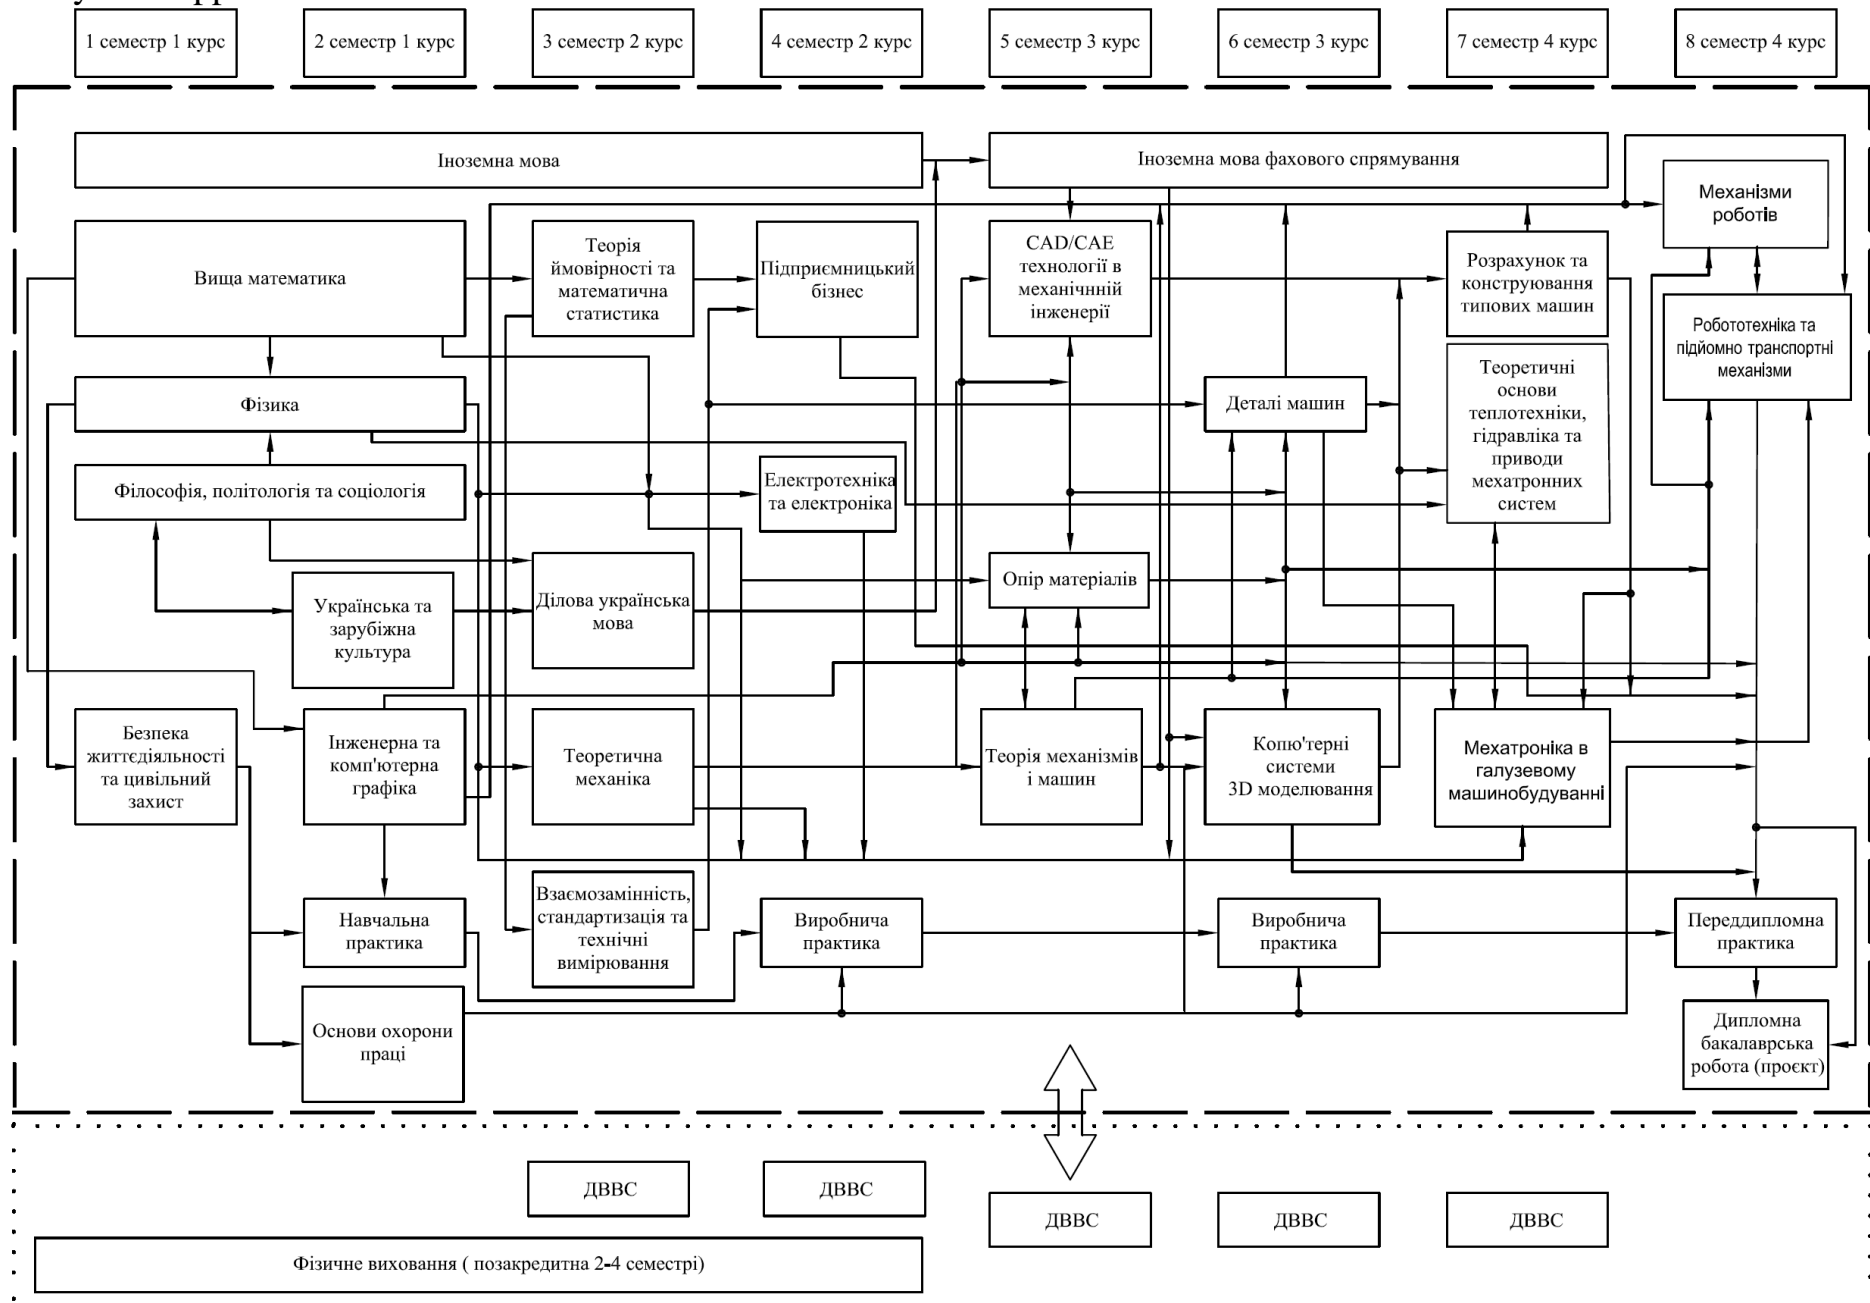 1 семестр 1 курс
2 семестр 1 курс
3 семестр 2 курс
4 семестр 2 курс
5 семестр 3 курс
6 семестр 3 курс
7 семестр 4 курс
8 семестр 4 курс
Іноземна мова
Іноземна мова фахового спрямування
Механізми
роботів
Вища математика
Теорія
ймовірності та
математична
статистика
Підприємницький
бізнес
CAD/CAE
технології в
механічнній
інженерії
Розрахунок та
конструювання
типових машин
Робототехніка та
підйомно транспортні
механізми
Фізика
Деталі машин
Теоретичні
основи
теплотехніки,
гідравліка та
приводи
мехатронних
систем
Філософія, політологія та соціологія
Електротехніка
та електроніка
Українська та
зарубіжна
культура
Ділова українська
мова
Опір матеріалів
Безпека
життєдіяльності
та цивільний
захист
Інженерна та
комп'ютерна
графіка
Теоретична
механіка
Теорія механізмів
і машин
Копю'терні
системи
3D моделювання
Мехатроніка в
галузевому
машинобудуванні
Навчальна
практика
Взаємозамінність,
стандартизація та
технічні
вимірювання
Виробнича
практика
Виробнича
практика
Переддипломна
практика
Основи охорони
праці
Дипломна
бакалаврська
робота (проєкт)
ДВВС
ДВВС
ДВВС
ДВВС
ДВВС
Фізичне виховання ( позакредитна 2-4 семестрі)